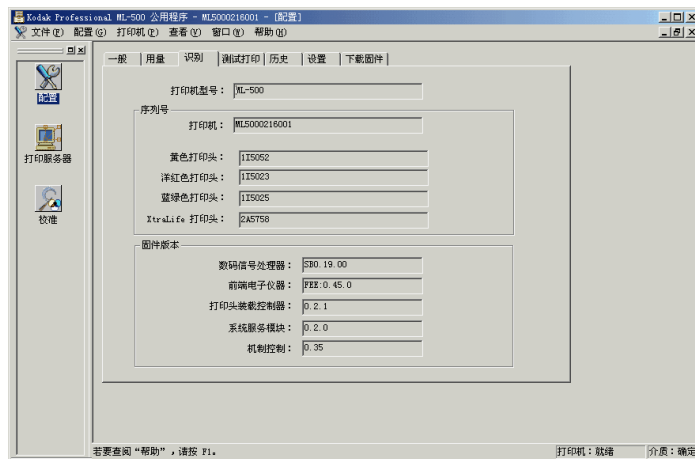 Kodak Professional ML-500 公用程序 - ML5000216001 - [配置]
文件(F) 配置(G) 打印机(P) 查看(V) 窗口(W) 帮助(H)
一般 用量 识别 测试打印 历史 设置 下载固件
配置
打印服务器
校准
打印机型号: ML-500
序列号
打印机: ML5000216001
黄色打印头: 1I5052
洋红色打印头: 1I5023
蓝绿色打印头: 1I5025
XtraLife 打印头: 2A5758
固件版本
数码信号处理器: SB0.19.00
前端电子仪器: FEE:0.45.0
打印头装载控制器: 0.2.1
系统服务模块: 0.2.0
机制控制: 0.35
若要查阅“帮助”,请按 F1。
打印机:就绪 介质:确定